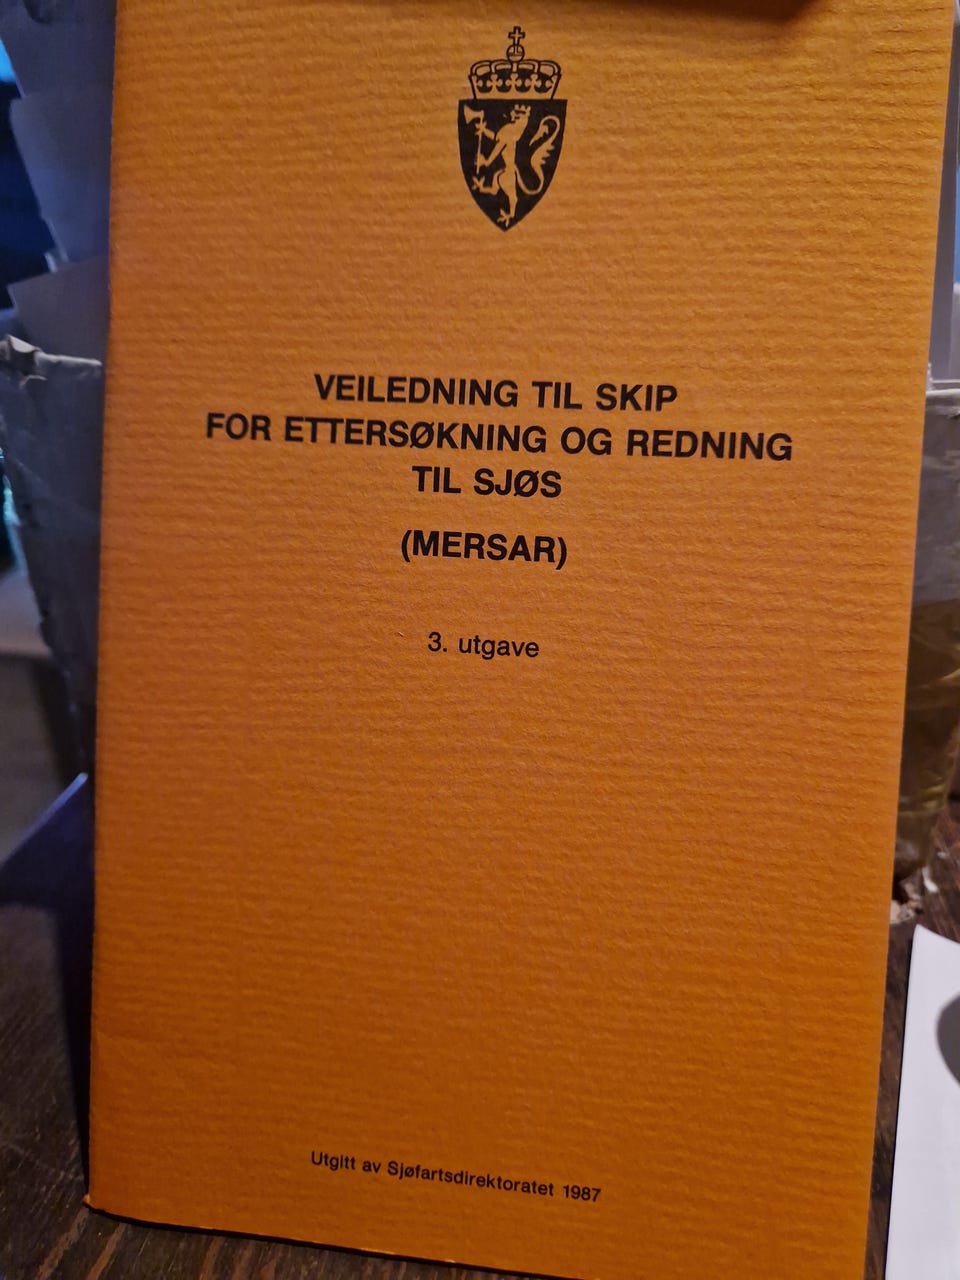 VEILEDNING TIL SKIP
FOR ETTERSØKNING OG REDNING
TIL SJØS
(MERSAR)
3. utgave
Utgitt av Sjøfartsdirektoratet 1987